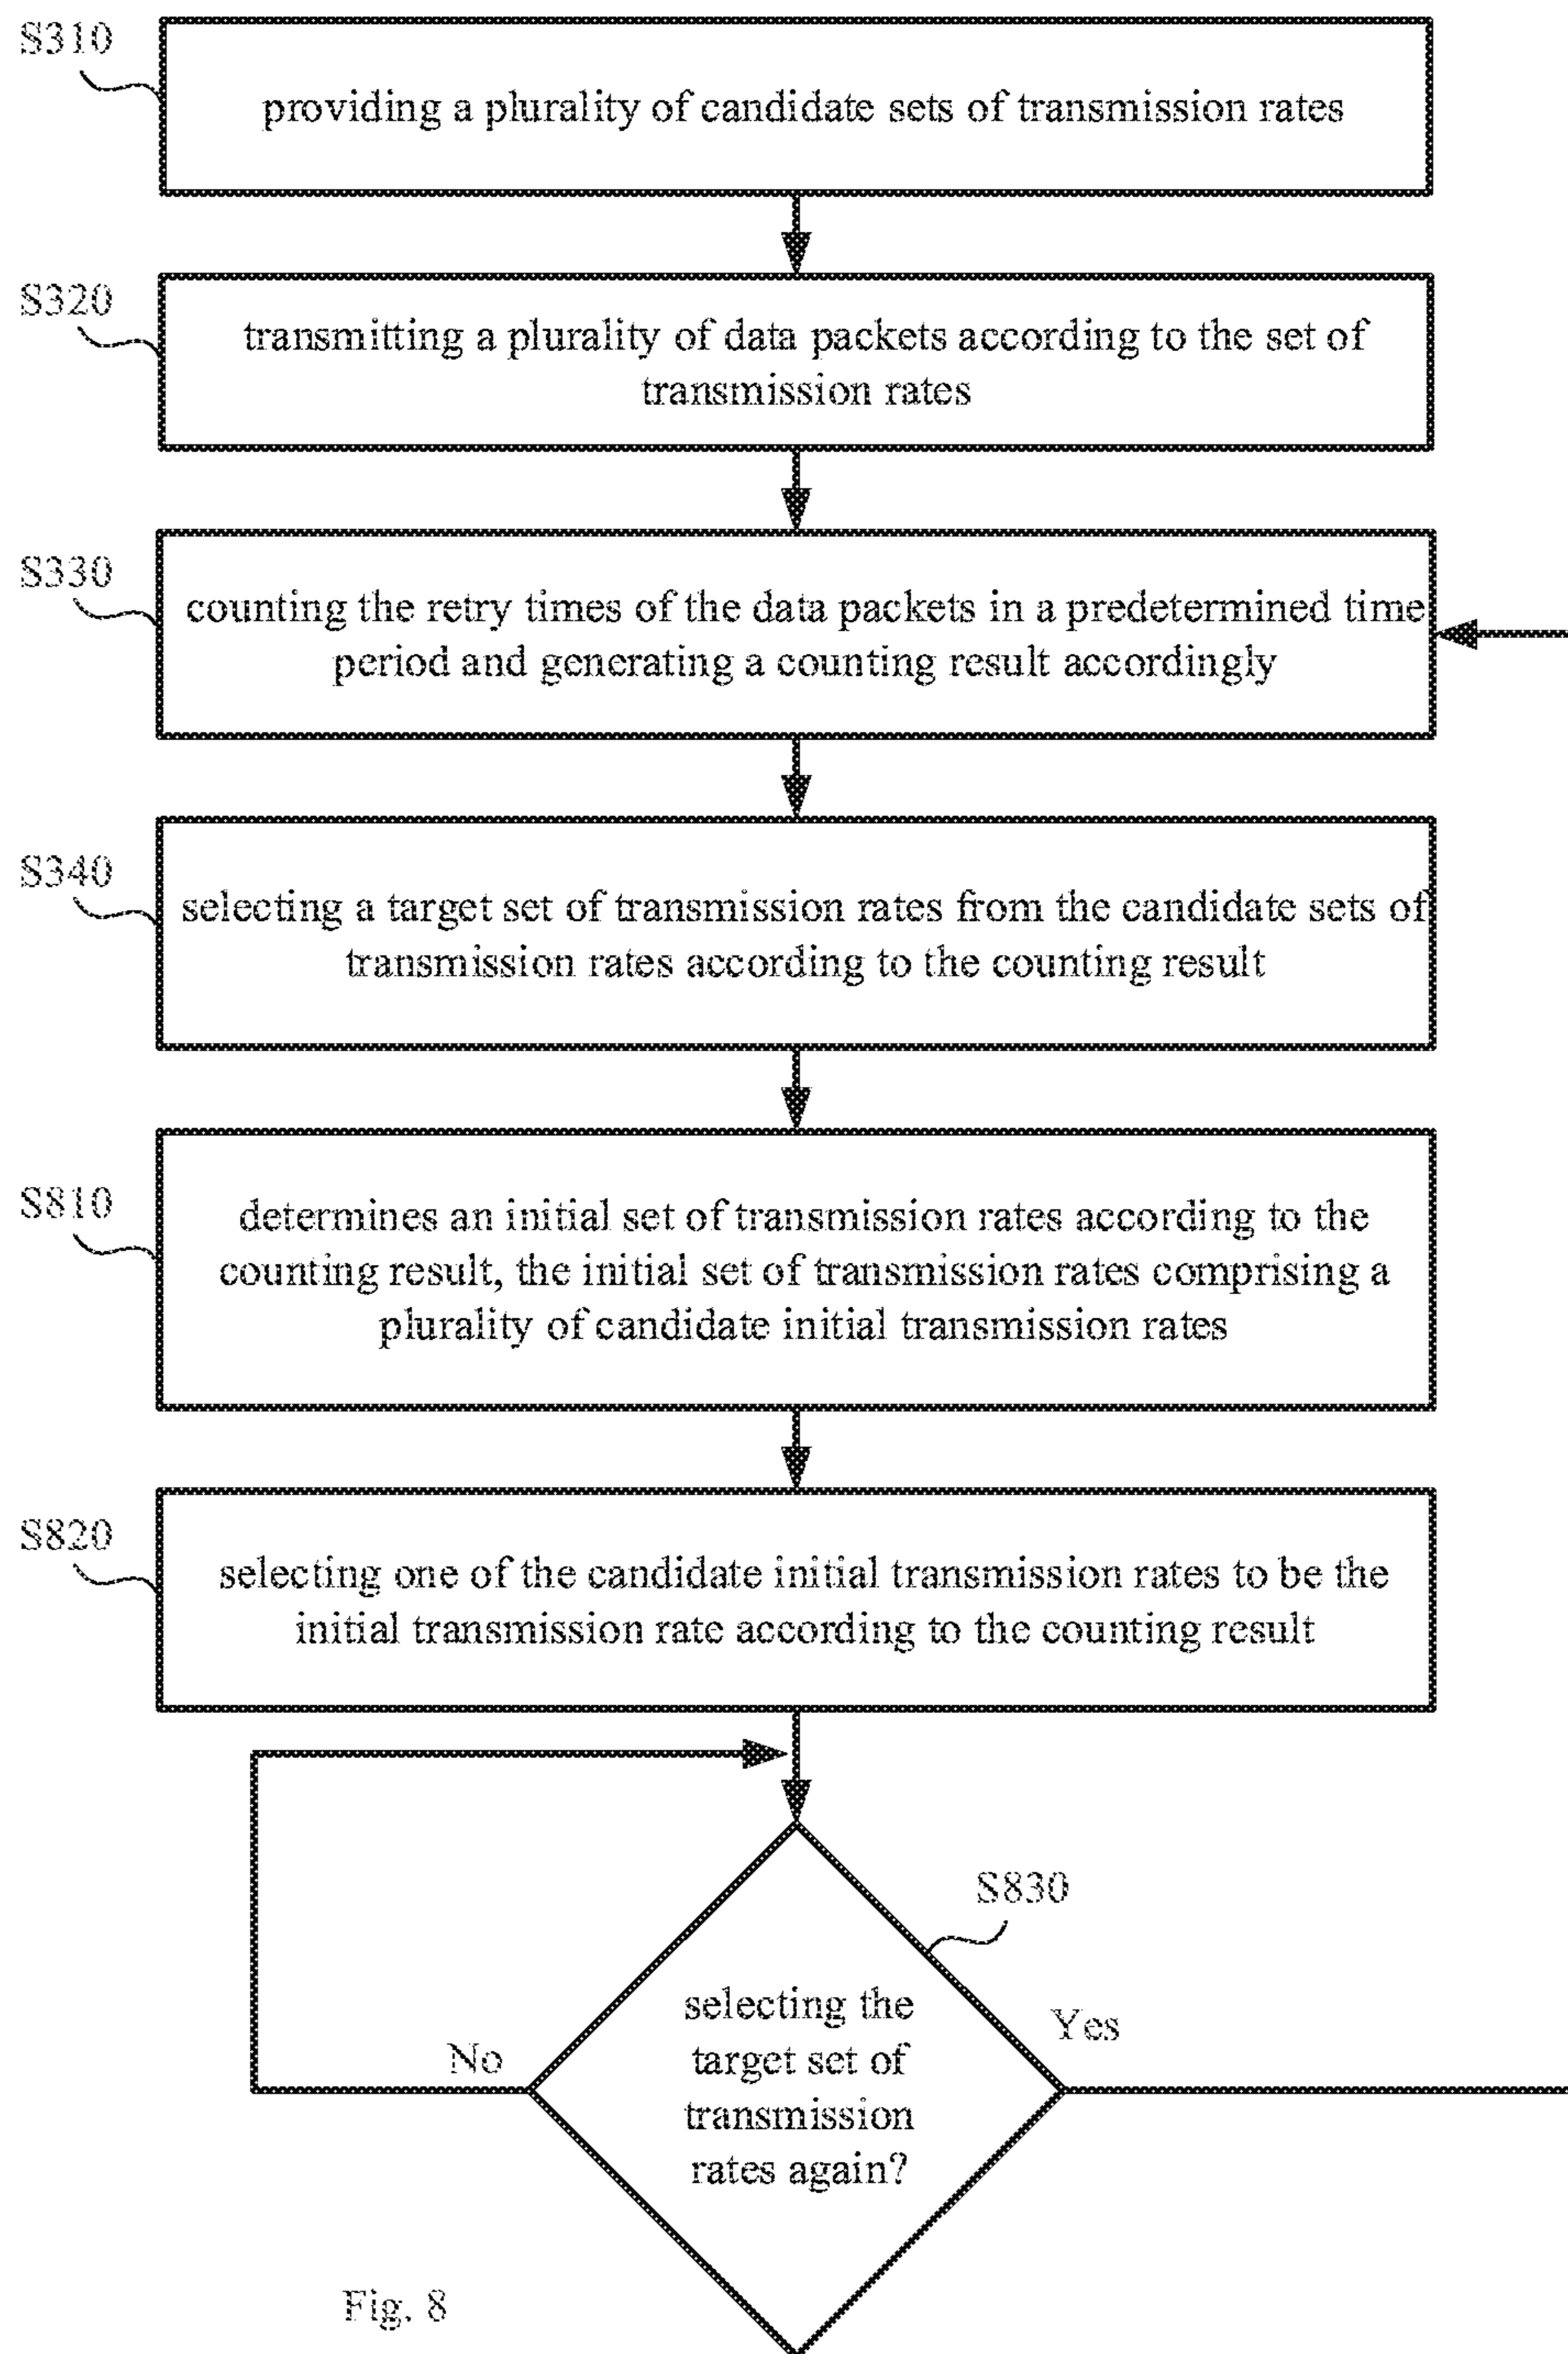 S310
providing a plurality of candidate sets of transmission rates
S320
transmitting a plurality of data packets according to the set of
transmission rates
S330
counting the retry times of the data packets in a predetermined time
period and generating a counting result accordingly
S340
selecting a target set of transmission rates from the candidate sets of
transmission rates according to the counting result
S810
determines an initial set of transmission rates according to the
counting result, the initial set of transmission rates comprising a
plurality of candidate initial transmission rates
S820
selecting one of the candidate initial transmission rates to be the
initial transmission rate according to the counting result
S830
selecting the
target set of
transmission
rates again?
Yes
No
Fig. 8